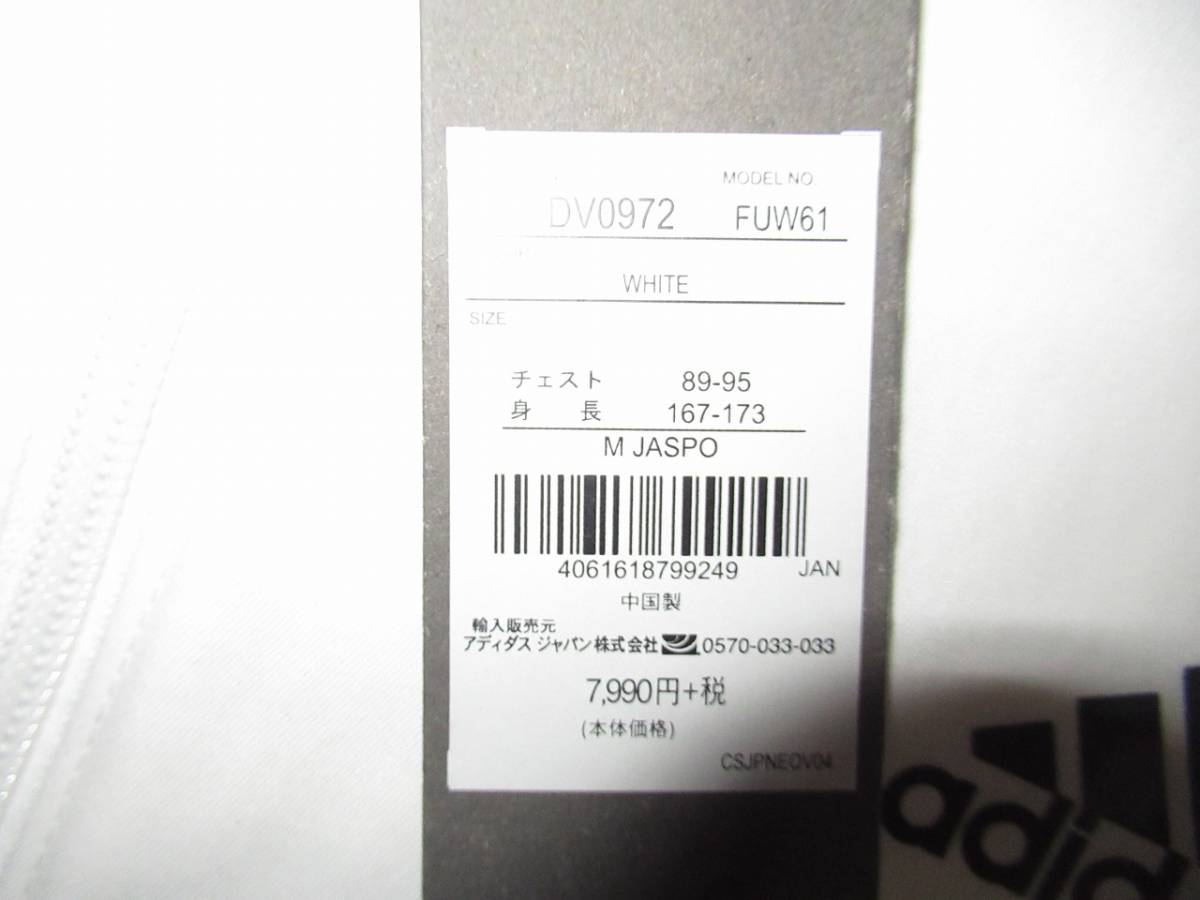 MODEL NO.
DV0972 FUW61
WHITE
SIZE
チェスト 89-95
身 長 167-173
M JASPO
4061618799249 JAN
中国製
輸入販売元
アディダス ジャパン株式会社 0570-033-033
7,990円+税
(本体価格)
CSJPNEOV04
adid